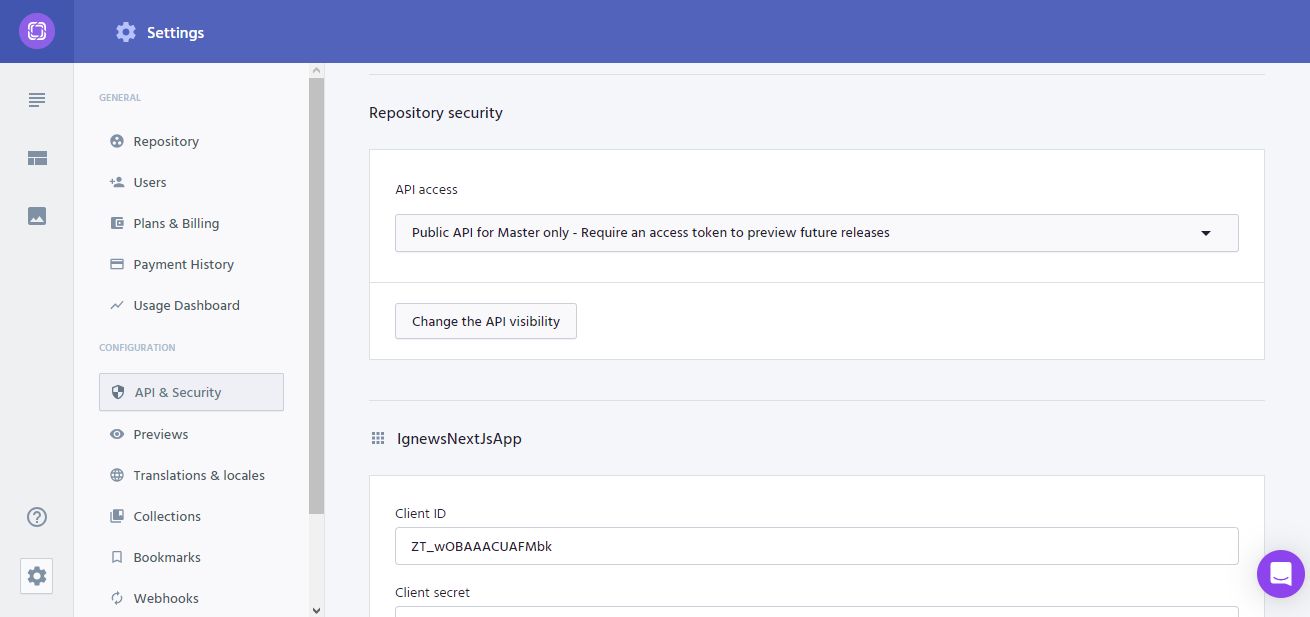 Settings
GENERAL
Repository
Users
Plans & Billing
Payment History
Usage Dashboard
CONFIGURATION
API & Security
Previews
Translations & locales
Collections
Bookmarks
Webhooks
Repository security
API access
Public API for Master only - Require an access token to preview future releases
Change the API visibility
IgnewsNextJsApp
Client ID
ZT_wOBAAACUAFMbk
Client secret